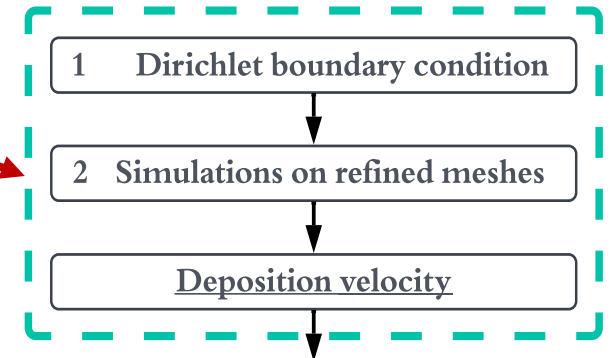 1 Dirichlet boundary condition
2 Simulations on refined meshes
Deposition velocity